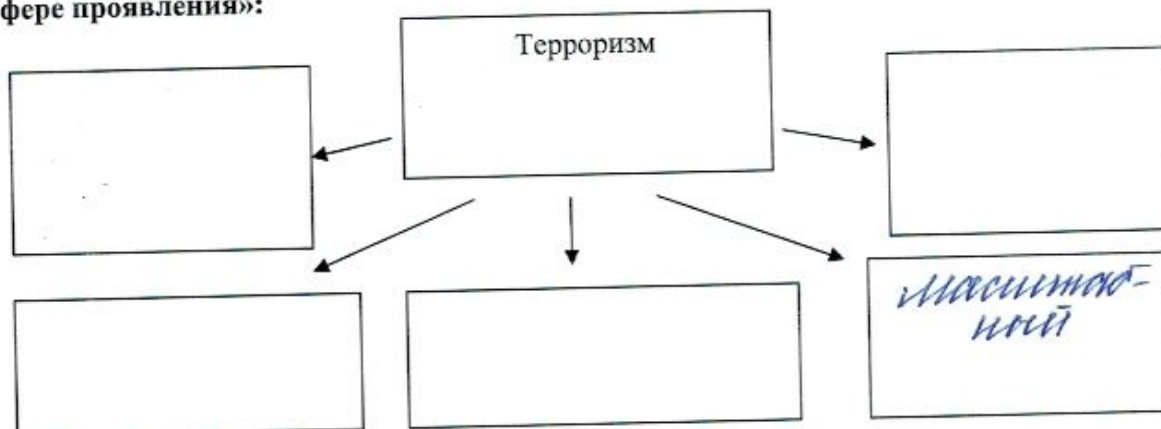 фере проявления»:
Терроризм
масштаб-
ный